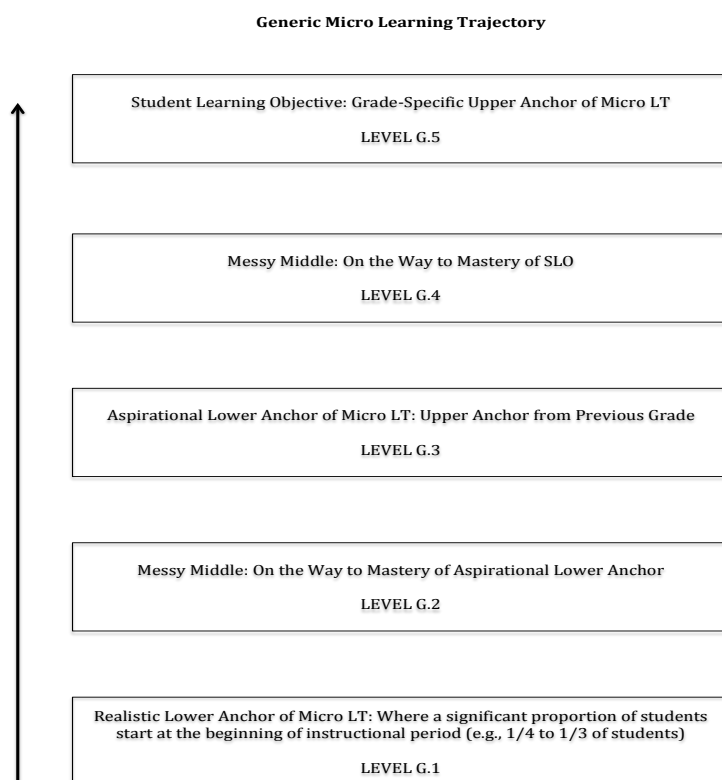 Generic Micro Learning Trajectory
Student Learning Objective: Grade-Specific Upper Anchor of Micro LT
LEVEL G.5
Messy Middle: On the Way to Mastery of SLO
LEVEL G.4
Aspirational Lower Anchor of Micro LT: Upper Anchor from Previous Grade
LEVEL G.3
Messy Middle: On the Way to Mastery of Aspirational Lower Anchor
LEVEL G.2
Realistic Lower Anchor of Micro LT: Where a significant proportion of students
start at the beginning of instructional period (e.g., 1/4 to 1/3 of students)
LEVEL G.1